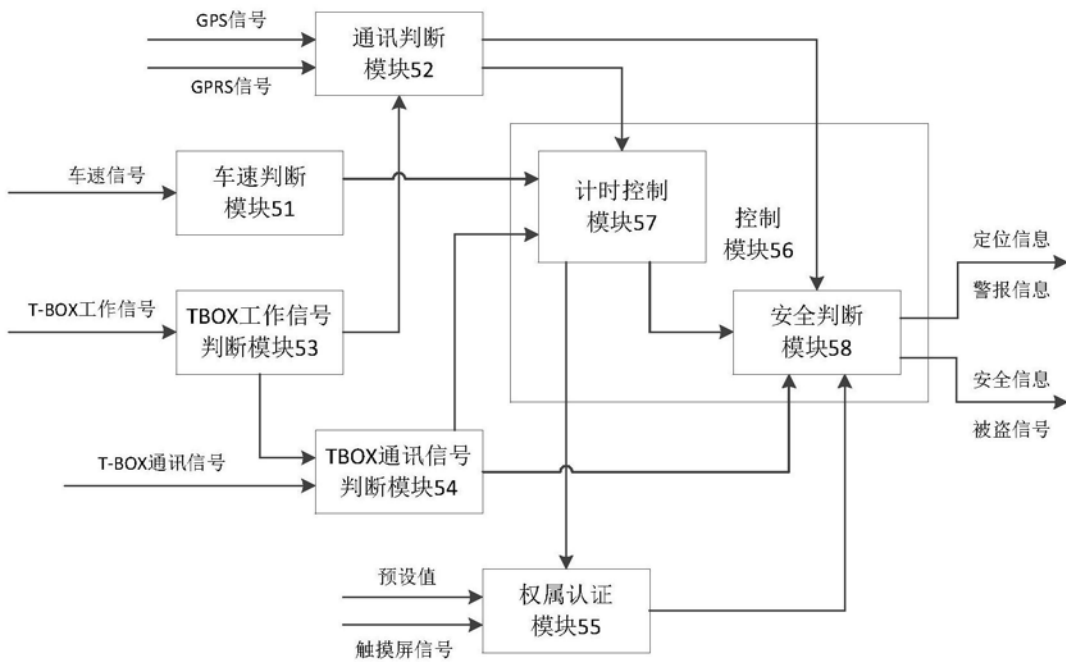 GPS信号
GPRS信号
通讯判断
模块52
车速信号
车速判断
模块51
计时控制
模块57
控制
模块56
T-BOX工作信号
TBOX工作信号
判断模块53
安全判断
模块58
定位信息
警报信息
安全信息
被盗信号
T-BOX通讯信号
TBOX通讯信号
判断模块54
预设值
触摸屏信号
权属认证
模块55